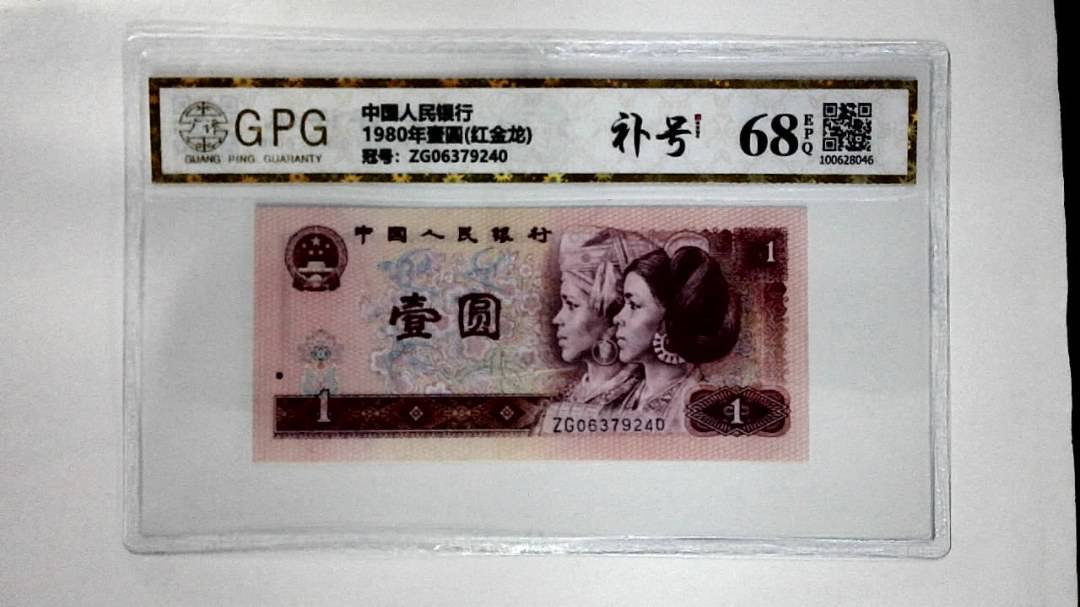 GPG
GUANG PING GUARANTY
中国人民银行
1980年壹圆(红金龙)
冠号: ZG06379240
补号
68
EPQ
100628046
中国人民银行
1
壹圆
1
ZG06379240
1